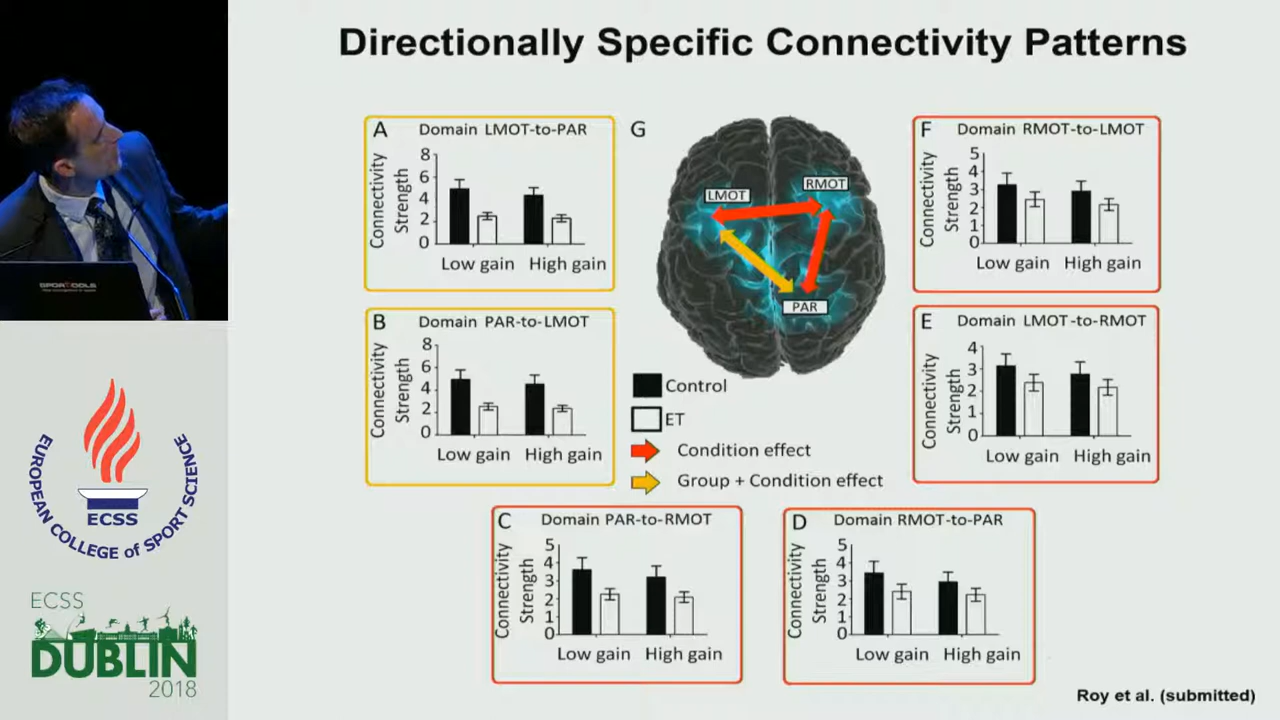 Directionally Specific Connectivity Patterns
A
Domain LMOT-to-PAR
Connectivity
Strength
8
6
4
2
0
Low gain
High gain
B
Domain PAR-to-LMOT
Connectivity
Strength
8
6
4
2
0
Low gain
High gain
G
LMOT
RMOT
PAR
Control
ET
Condition effect
Group + Condition effect
F
Domain RMOT-to-LMOT
Connectivity
Strength
5
4
3
2
1
0
Low gain
High gain
E
Domain LMOT -to-RMOT
Connectivity
Strength
4
3
2
1
0
Low gain
High gain
C
Domain PAR-to-RMOT
Connectivity
Strength
5
4
3
2
1
0
Low gain
High gain
D
Domain RMOT-to-PAR
Connectivity
Strength
5
4
3
2
1
0
Low gain
High gain
Roy et al. (submitted)
EUROPEAN COLLEGE of SPORT SCIENCE
ECSS
ECSS
DUBLIN
2018